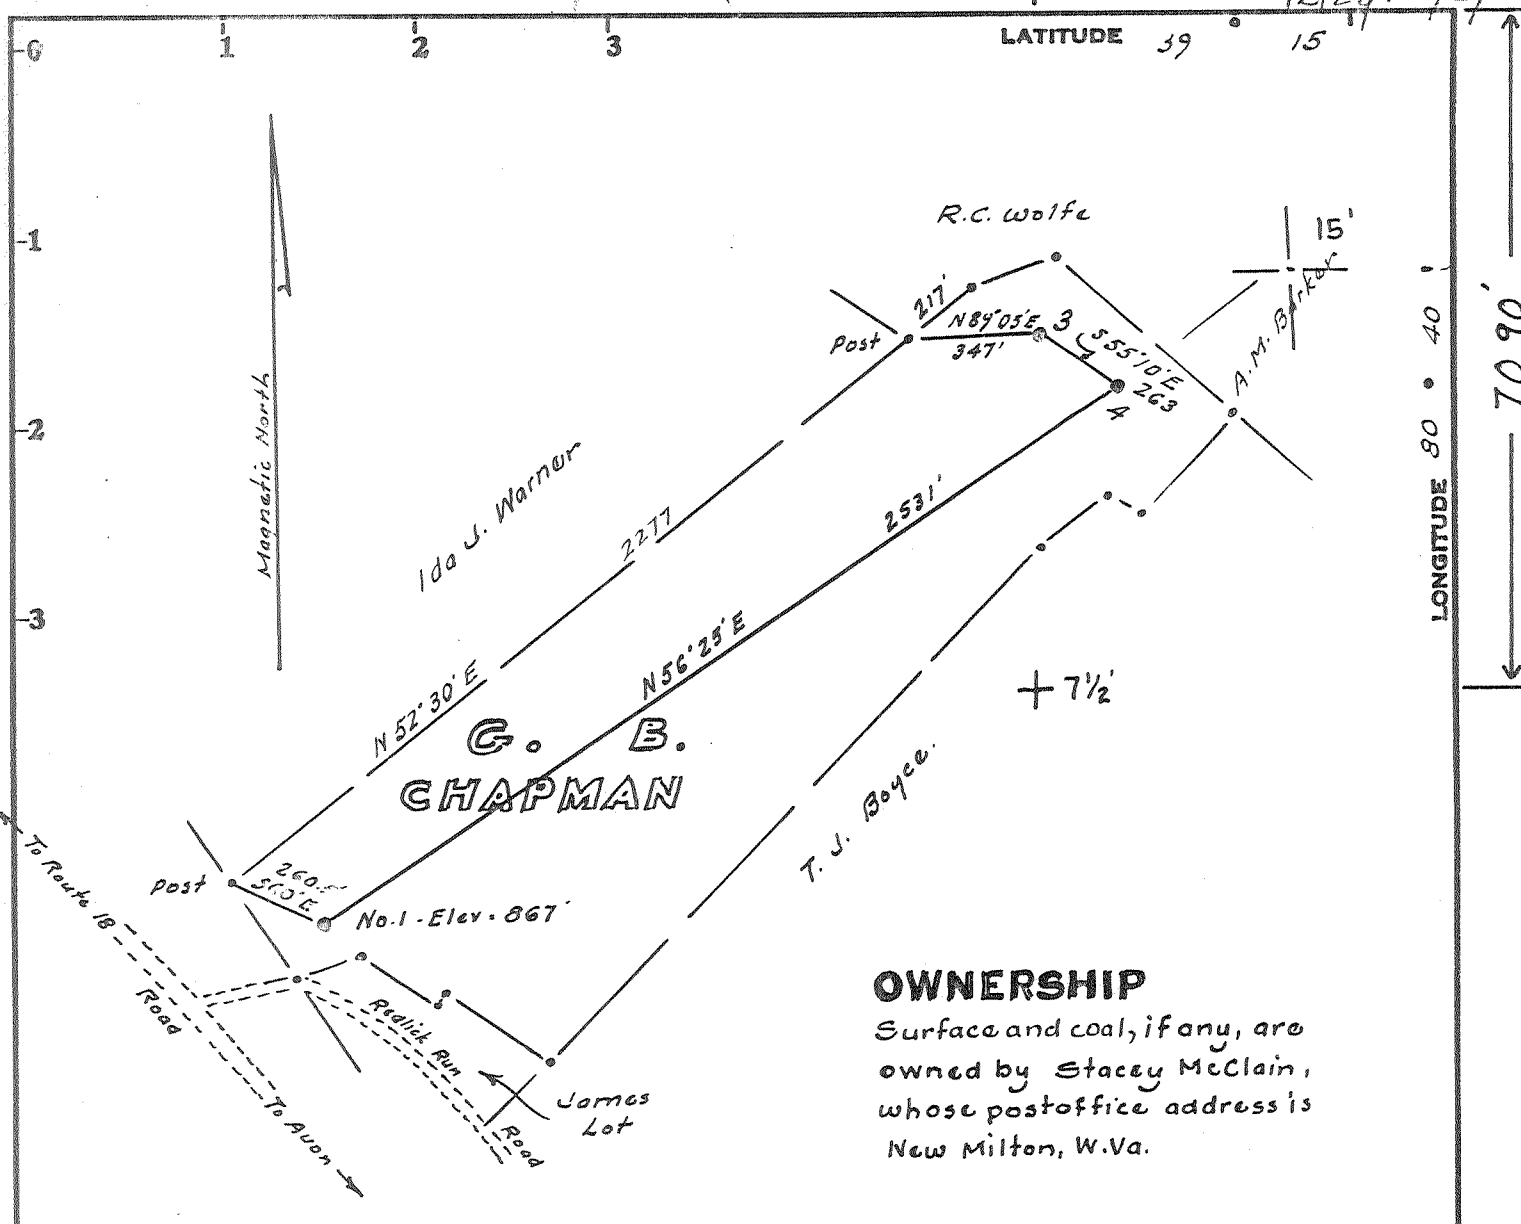 LATITUDE 39 15
0
1
2
3
1
2
3
R.C. Wolfe
15'
A.M. Barker
217'
Post
N89°05'E
347'
3
S55°10'E
263
4
LONGITUDE 80 40
7090'
Magnetic North
Ida J. Warner
2277
N 52° 30' E
2531'
N56°25'E
G. B.
CHAPMAN
7½'
T. J. Boyce.
To Route 18
Post
S60°E
No.1 - Elev = 867'
Road
Redlick Run
Road
To Avon
James
Lot
OWNERSHIP
Surface and coal, if any, are
owned by Stacey McClain,
whose postoffice address is
New Milton, W.Va.